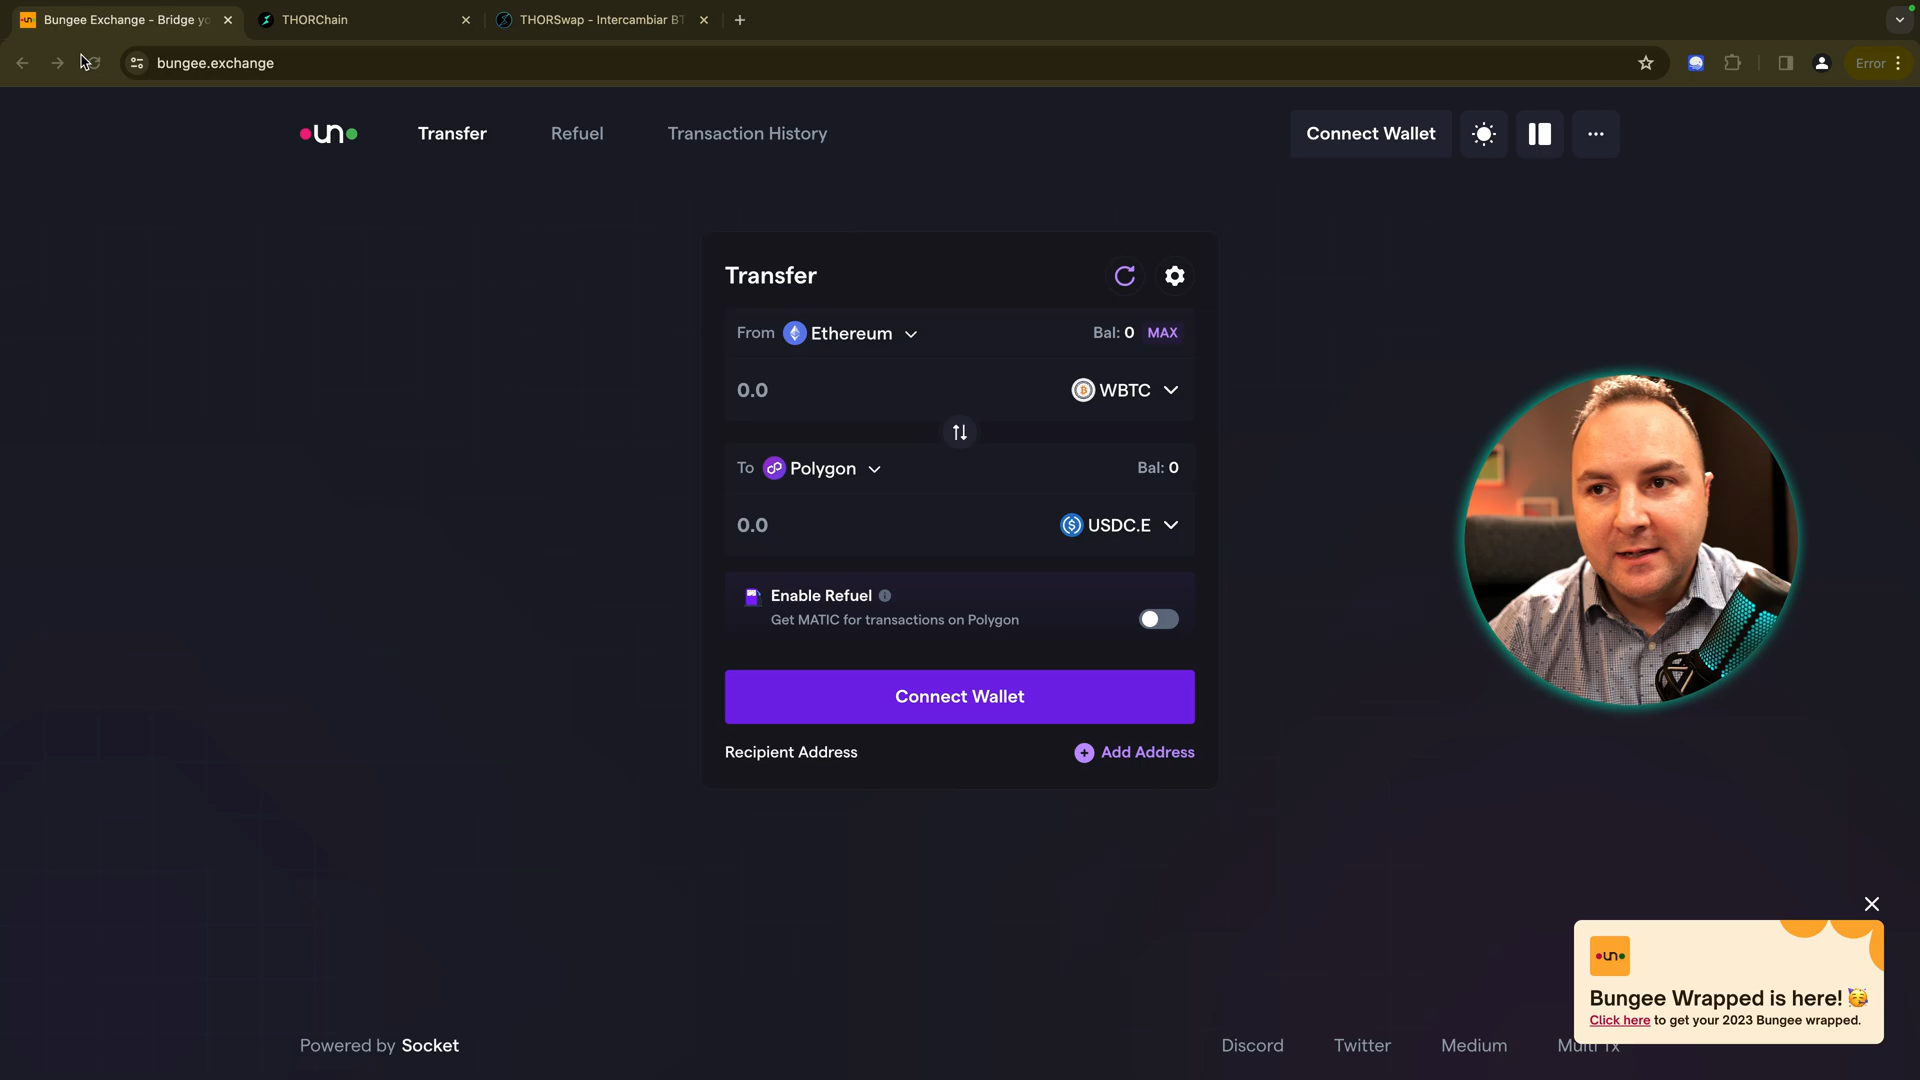 Bungee Exchange - Bridge yo
THORChain
THORSwap - Intercambiar BT
bungee.exchange
Error
Transfer
Refuel
Transaction History
Connect Wallet
Transfer
From Ethereum
Bal: 0 MAX
0.0
WBTC
To Polygon
Bal: 0
0.0
USDC.E
Enable Refuel
Get MATIC for transactions on Polygon
Connect Wallet
Recipient Address
Add Address
Bungee Wrapped is here!
Click here to get your 2023 Bungee wrapped.
Powered by Socket
Discord
Twitter
Medium
Multi Tx